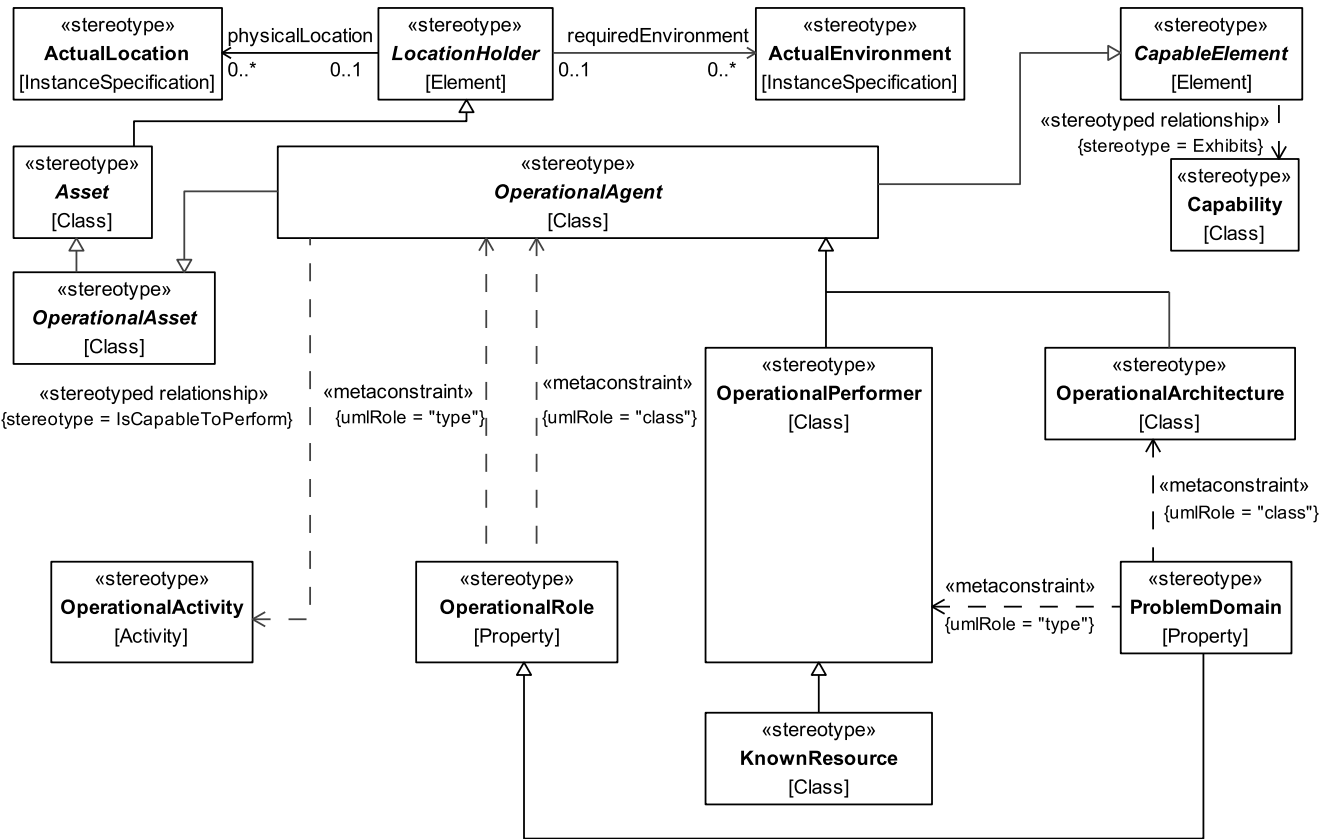 «stereotype»
ActualLocation
[InstanceSpecification]
physicalLocation
0..*
0..1
«stereotype»
LocationHolder
[Element]
requiredEnvironment
0..1
0..*
«stereotype»
ActualEnvironment
[InstanceSpecification]
«stereotype»
CapableElement
[Element]
«stereotyped relationship»
{stereotype = Exhibits}
«stereotype»
Capability
[Class]
«stereotype»
Asset
[Class]
«stereotype»
OperationalAgent
[Class]
«stereotype»
OperationalAsset
[Class]
«stereotyped relationship»
{stereotype = IsCapableToPerform}
«metaconstraint»
{umlRole = "type"}
«metaconstraint»
{umlRole = "class"}
«stereotype»
OperationalPerformer
[Class]
«stereotype»
OperationalArchitecture
[Class]
«metaconstraint»
{umlRole = "class"}
«stereotype»
OperationalActivity
[Activity]
«stereotype»
OperationalRole
[Property]
«metaconstraint»
{umlRole = "type"}
«stereotype»
ProblemDomain
[Property]
«stereotype»
KnownResource
[Class]